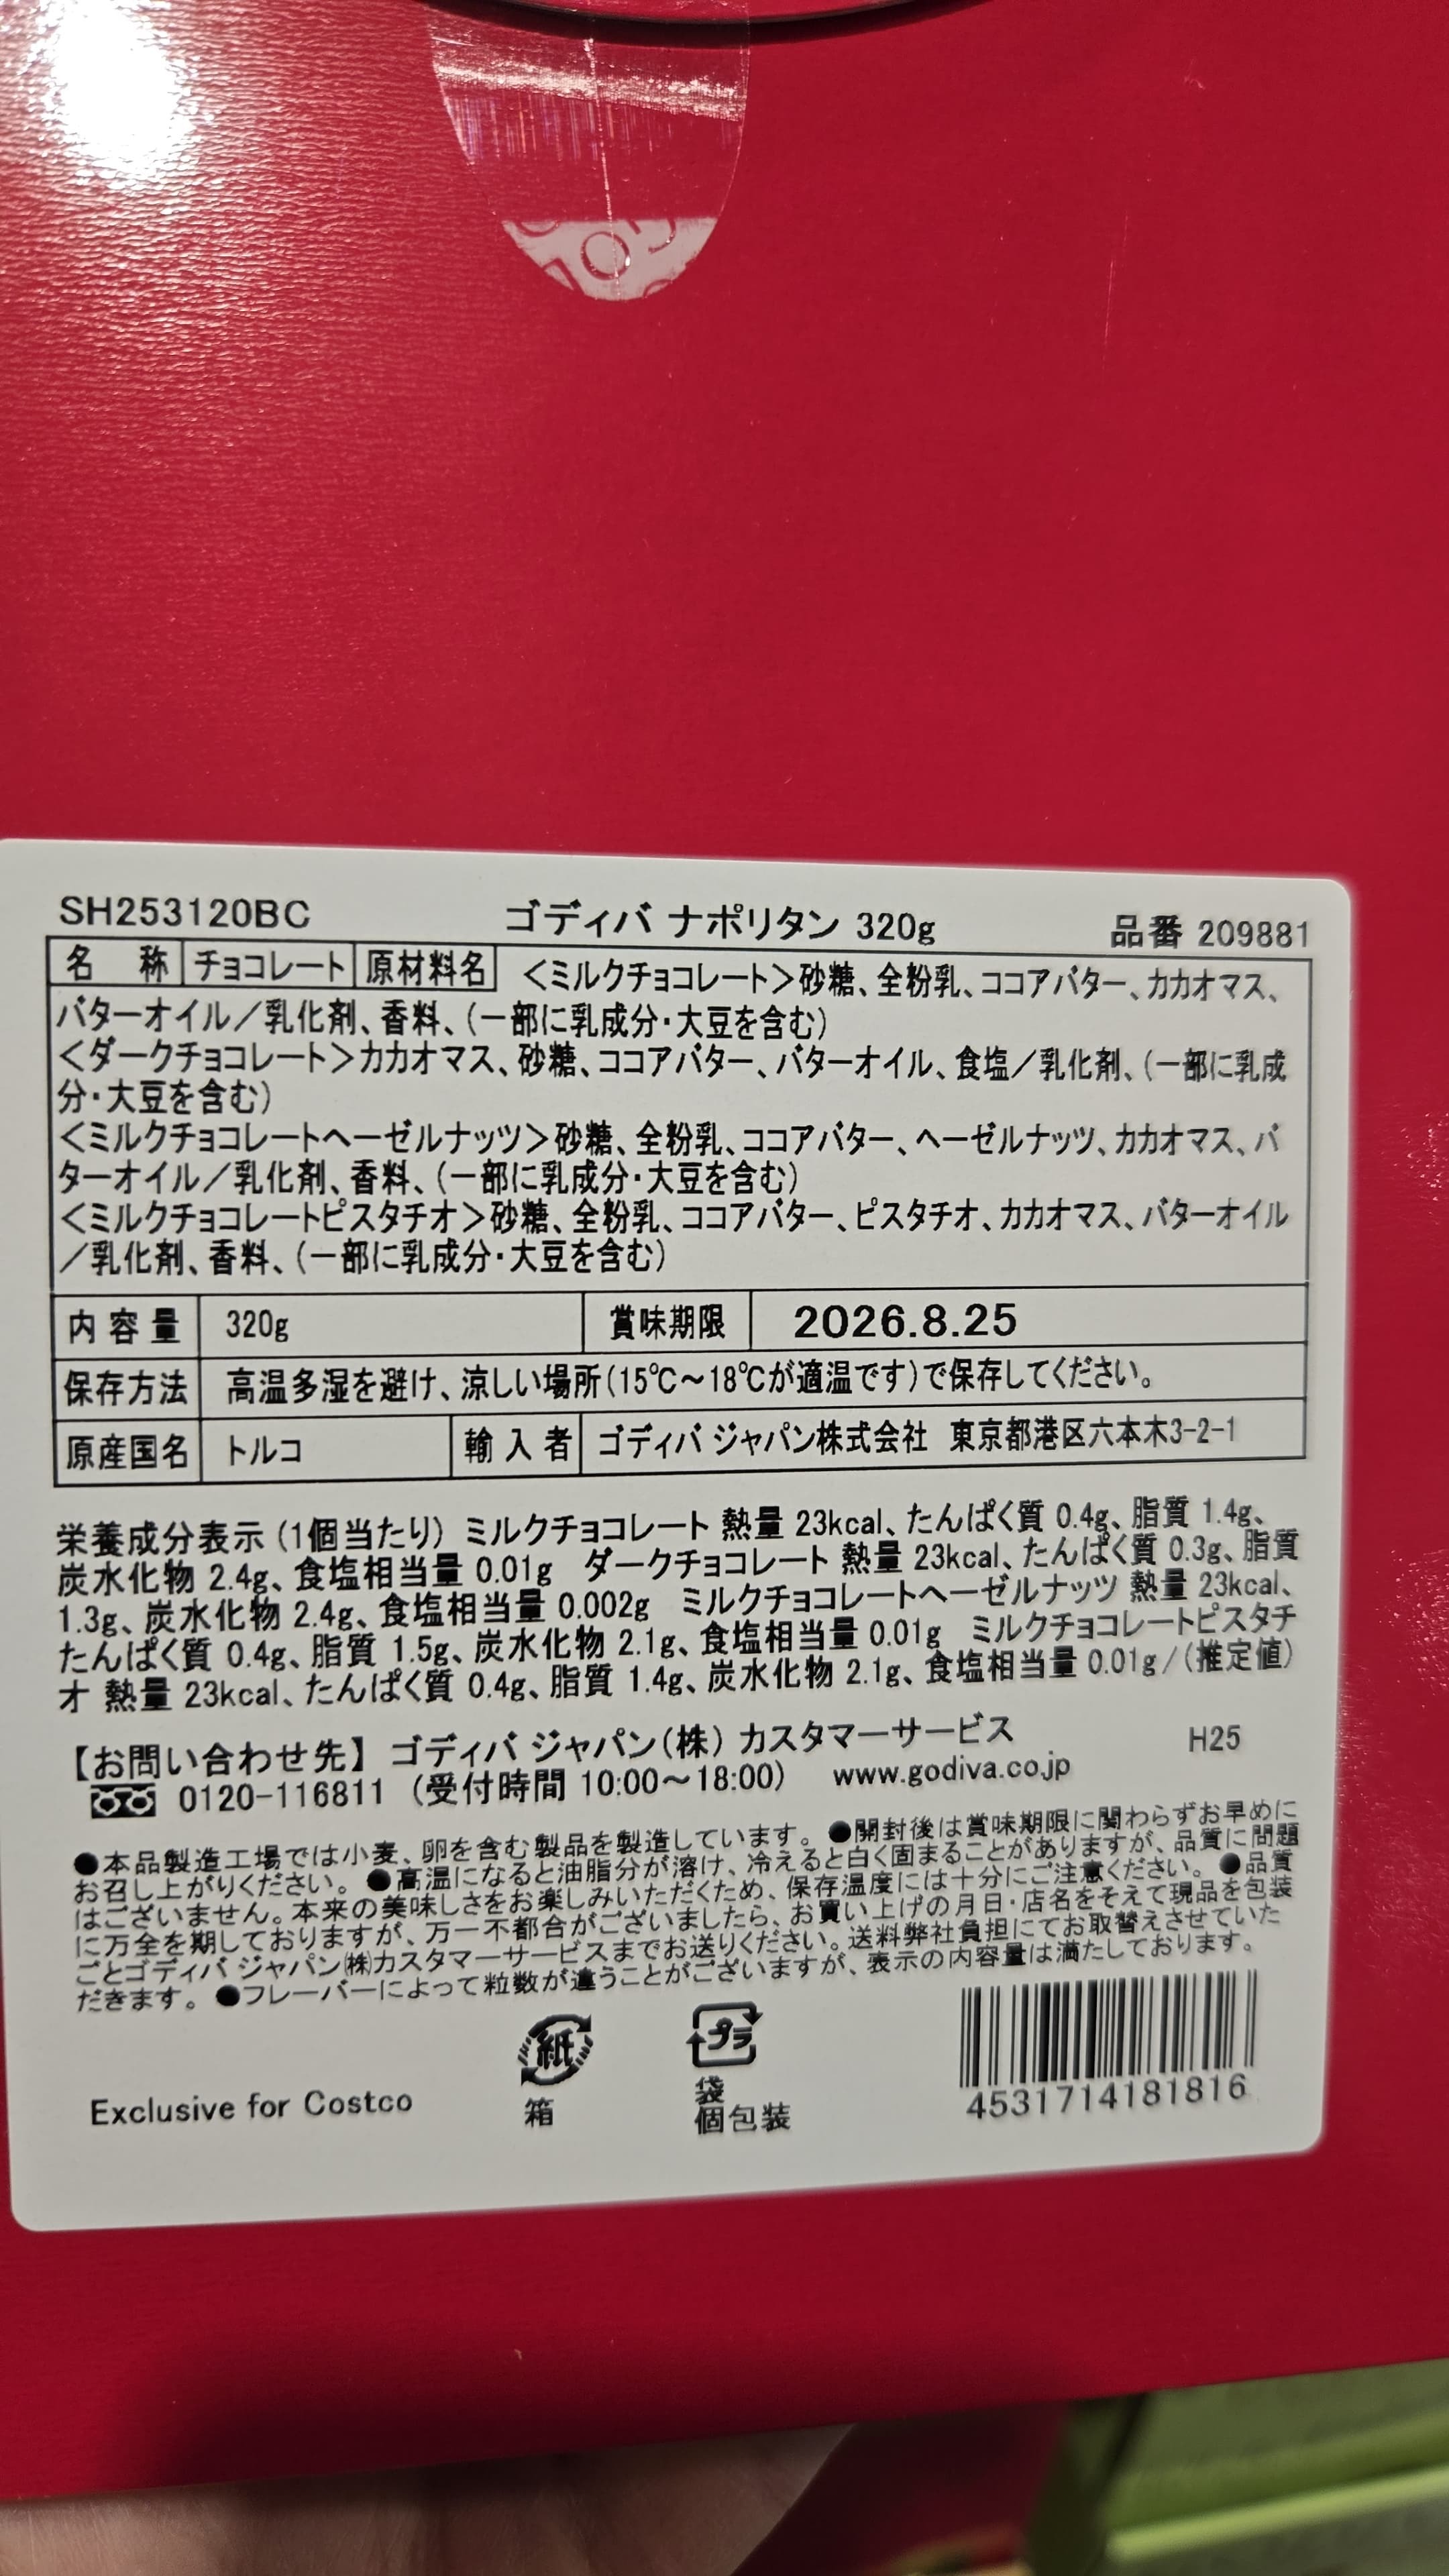 SH253120BC ゴディバ ナポリタン 320g 品番 209881
名 称 チョコレート 原材料名 <ミルクチョコレート>砂糖、全粉乳、ココアバター、カカオマス、
バターオイル/乳化剤、香料、(一部に乳成分・大豆を含む)
<ダークチョコレート>カカオマス、砂糖、ココアバター、バターオイル、食塩/乳化剤、(一部に乳成
分・大豆を含む)
<ミルクチョコレートヘーゼルナッツ>砂糖、全粉乳、ココアバター、ヘーゼルナッツ、カカオマス、バ
ターオイル/乳化剤、香料、(一部に乳成分・大豆を含む)
<ミルクチョコレートピスタチオ>砂糖、全粉乳、ココアバター、ピスタチオ、カカオマス、バターオイル
/乳化剤、香料、(一部に乳成分・大豆を含む)
内容量 320g 賞味期限 2026.8.25
保存方法 高温多湿を避け、涼しい場所(15℃~18℃が適温です)で保存してください。
原産国名 トルコ 輸入者 ゴディバ ジャパン株式会社 東京都港区六本木3-2-1
栄養成分表示 (1個当たり) ミルクチョコレート 熱量 23kcal、たんぱく質 0.4g、脂質 1.4g、
炭水化物 2.4g、食塩相当量 0.01g ダークチョコレート 熱量 23kcal、たんぱく質 0.3g、脂質
1.3g、炭水化物 2.4g、食塩相当量 0.002g ミルクチョコレートヘーゼルナッツ 熱量 23kcal、
たんぱく質 0.4g、脂質 1.5g、炭水化物 2.1g、食塩相当量 0.01g ミルクチョコレートピスタチ
オ 熱量 23kcal、たんぱく質 0.4g、脂質 1.4g、炭水化物 2.1g、食塩相当量 0.01g/(推定値)
【お問い合わせ先】ゴディバ ジャパン(株) カスタマーサービス H25
0120-116811 (受付時間 10:00~18:00) www.godiva.co.jp
●本品製造工場では小麦、卵を含む製品を製造しています。●開封後は賞味期限に関わらずお早めに
お召し上がりください。●高温になると油脂分が溶け、冷えると白く固まることがありますが、品質に問題
はございません。本来の美味しさをお楽しみいただくため、保存温度には十分にご注意ください。●品質
に万全を期しておりますが、万一不都合がございましたら、お買い上げの月日・店名をそえて現品を包装
ごとゴディバ ジャパン㈱カスタマーサービスまでお送りください。送料弊社負担にてお取替えさせていた
だきます。●フレーバーによって粒数が違うことがございますが、表示の内容量は満たしております。
Exclusive for Costco
紙
箱
プラ
袋
個包装
4531714181816